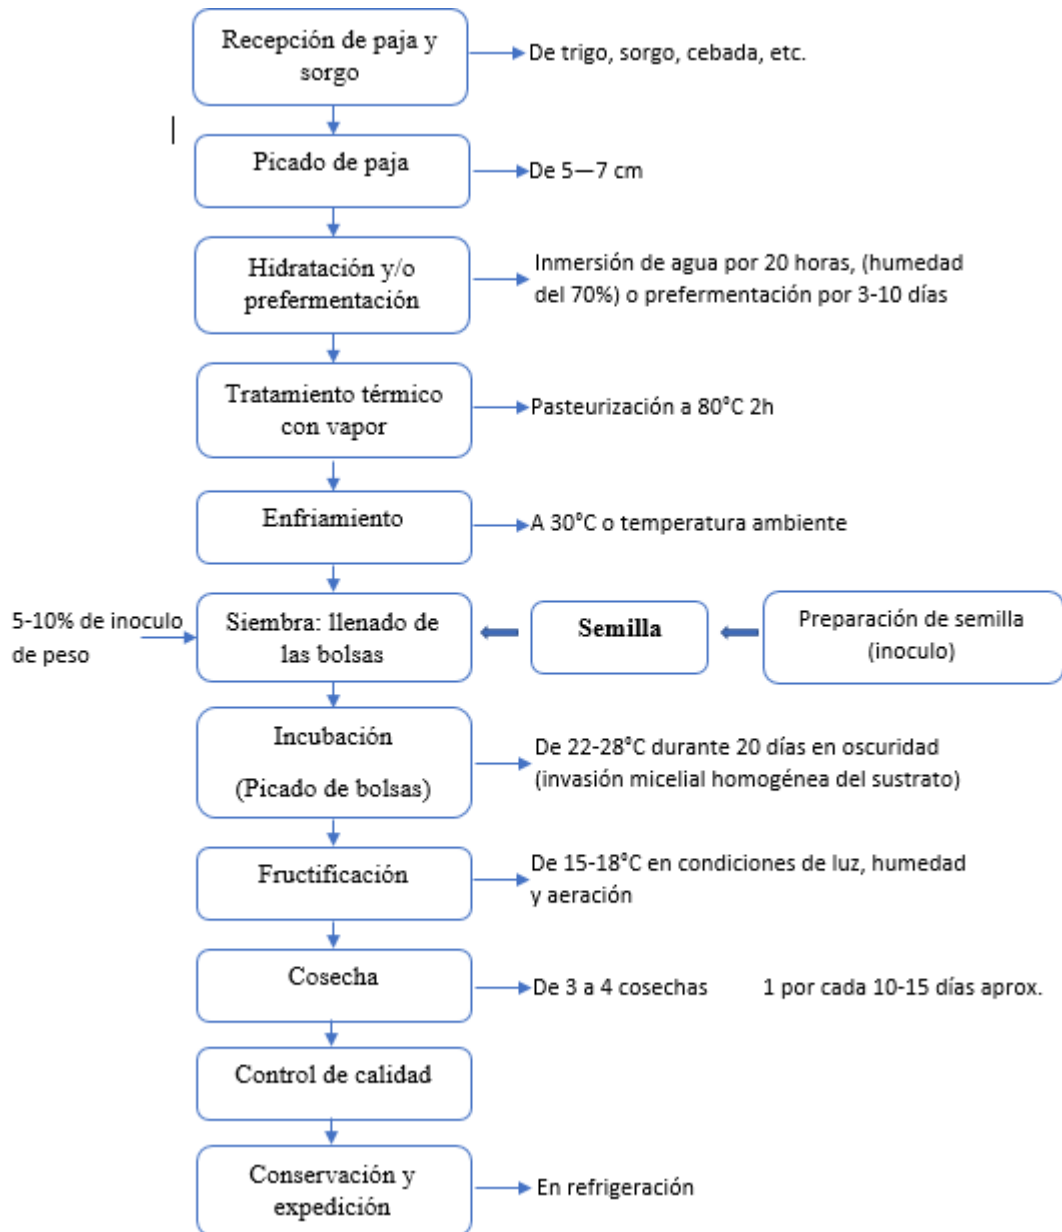 Recepción de paja y
sorgo
De trigo, sorgo, cebada, etc.
Picado de paja
De 5—7 cm
Hidratación y/o
prefermentación
Inmersión de agua por 20 horas, (humedad
del 70%) o prefermentación por 3-10 días
Tratamiento térmico
con vapor
Pasteurización a 80°C 2h
Enfriamiento
A 30°C o temperatura ambiente
5-10% de inoculo
de peso
Siembra: llenado de
las bolsas
Semilla
Preparación de semilla
(inoculo)
Incubación
(Picado de bolsas)
De 22-28°C durante 20 días en oscuridad
(invasión micelial homogénea del sustrato)
Fructificación
De 15-18°C en condiciones de luz, humedad
y aeración
Cosecha
De 3 a 4 cosechas 1 por cada 10-15 días aprox.
Control de calidad
Conservación y
expedición
En refrigeración